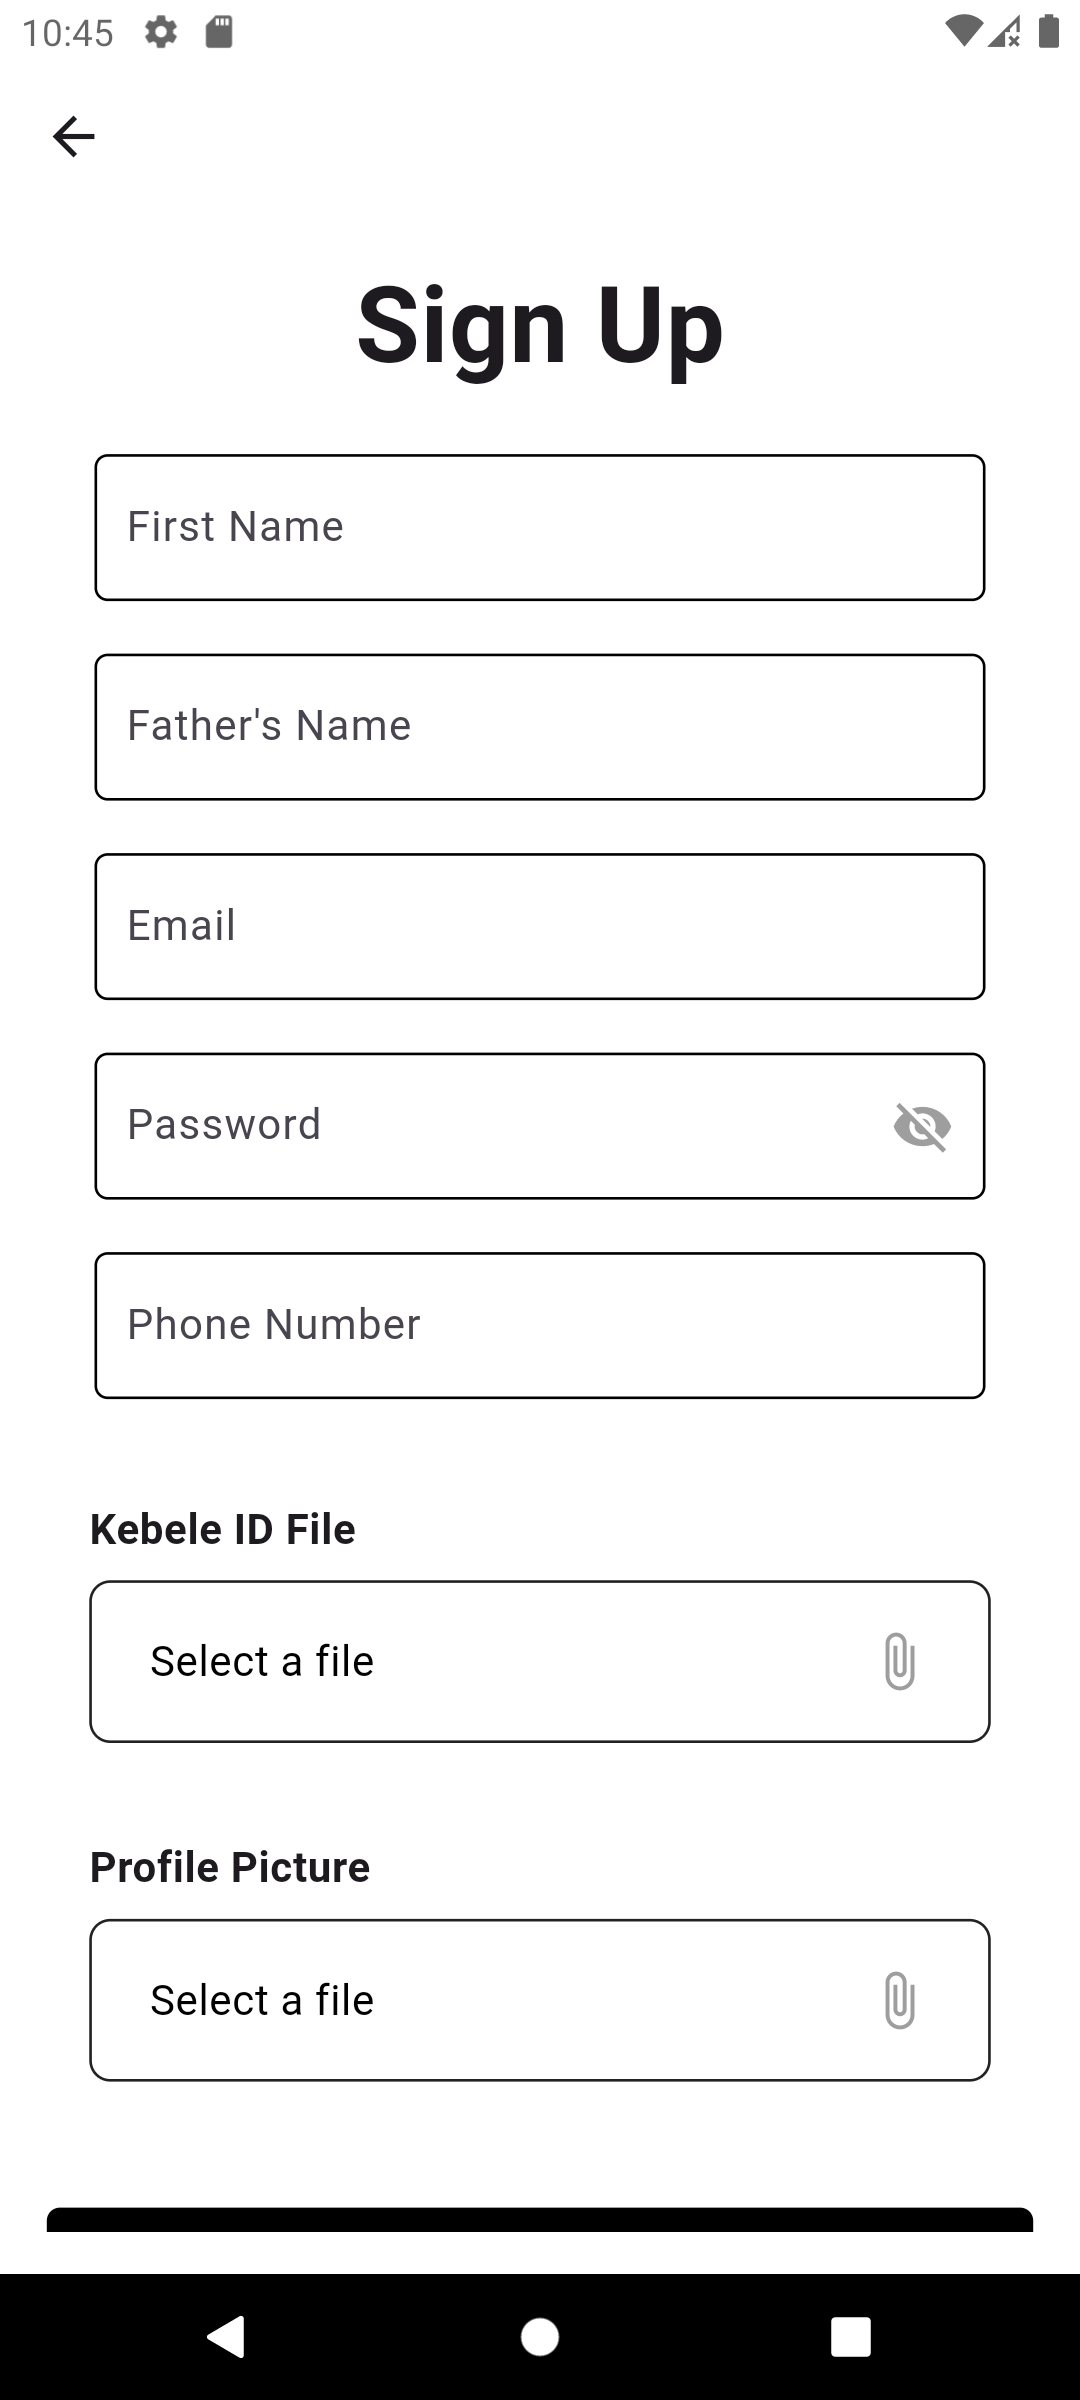 10:45
Sign Up
First Name
Father's Name
Email
Password
Phone Number
Kebele ID File
Select a file
Profile Picture
Select a file